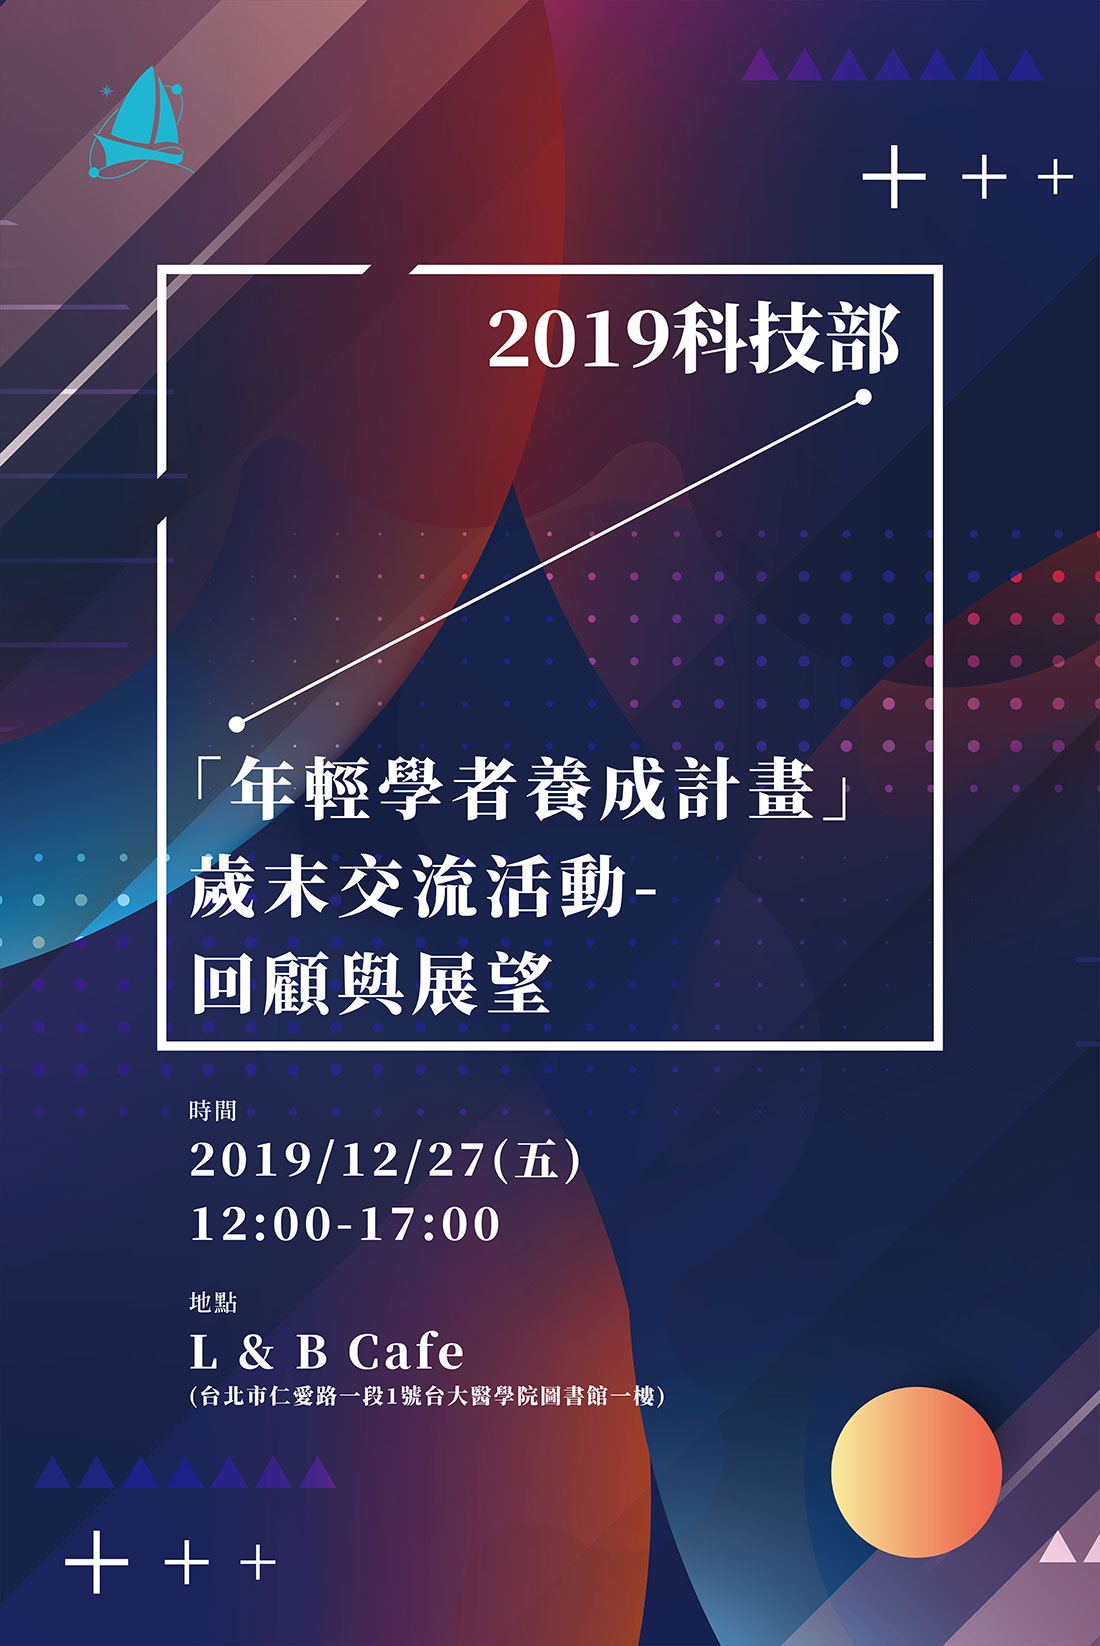 2019科技部
「年輕學者養成計畫」
歲末交流活動-
回顧與展望
時間
2019/12/27(五)
12:00-17:00
地點
L & B Cafe
(台北市仁愛路一段1號台大醫學院圖書館一樓)